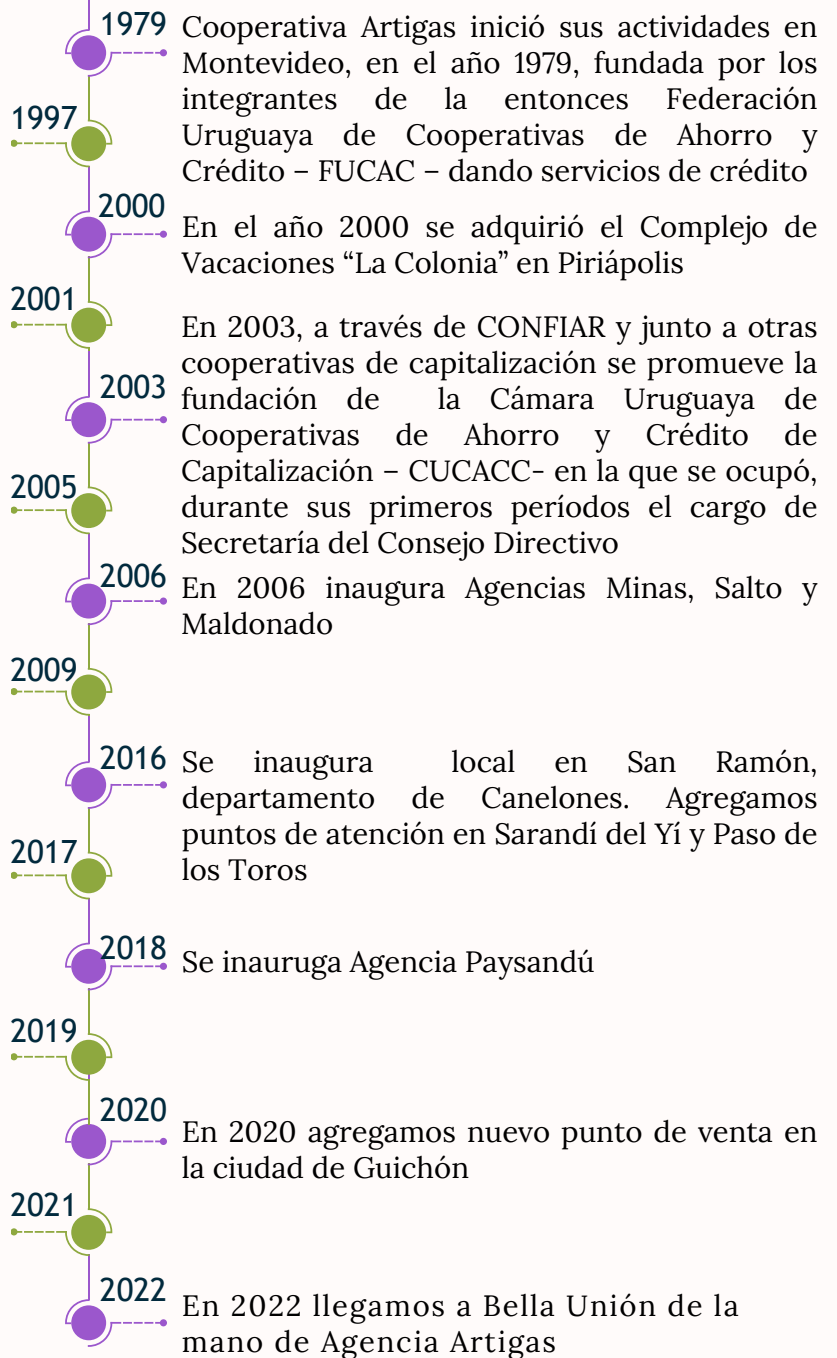 1979
Cooperativa Artigas inició sus actividades en
Montevideo, en el año 1979, fundada por los
integrantes de la entonces Federación
Uruguaya de Cooperativas de Ahorro y
Crédito – FUCAC – dando servicios de crédito
1997
2000
En el año 2000 se adquirió el Complejo de
Vacaciones “La Colonia” en Piriápolis
2001
En 2003, a través de CONFIAR y junto a otras
cooperativas de capitalización se promueve la
fundación de la Cámara Uruguaya de
Cooperativas de Ahorro y Crédito de
Capitalización – CUCACC- en la que se ocupó,
durante sus primeros períodos el cargo de
Secretaría del Consejo Directivo
2003
2005
2006
En 2006 inaugura Agencias Minas, Salto y
Maldonado
2009
2016
Se inaugura local en San Ramón,
departamento de Canelones. Agregamos
puntos de atención en Sarandí del Yí y Paso de
los Toros
2017
2018
Se inauruga Agencia Paysandú
2019
2020
En 2020 agregamos nuevo punto de venta en
la ciudad de Guichón
2021
2022
En 2022 llegamos a Bella Unión de la
mano de Agencia Artigas